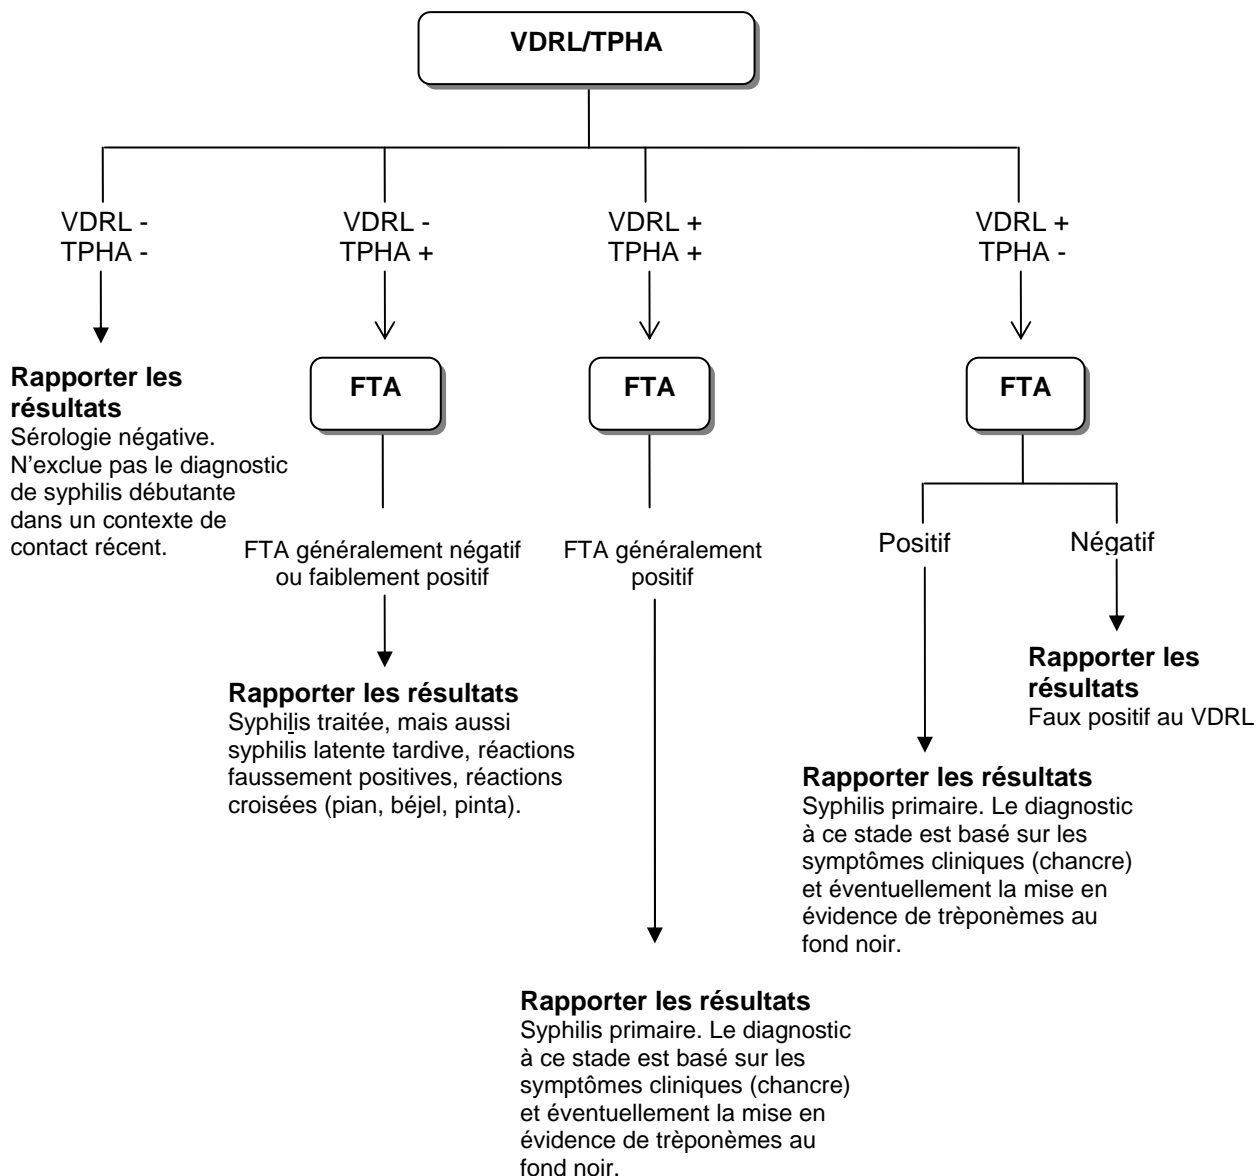 VDRL/TPHA
VDRL -
TPHA -
VDRL -
TPHA +
VDRL +
TPHA +
VDRL +
TPHA -
Rapporter les
résultats
Sérologie négative.
N'exclue pas le diagnostic
de syphilis débutante
dans un contexte de
contact récent.
FTA
FTA généralement négatif
ou faiblement positif
Rapporter les résultats
Syphilis traitée, mais aussi
syphilis latente tardive, réactions
faussement positives, réactions
croisées (pian, béjel, pinta).
FTA
FTA généralement
positif
Rapporter les résultats
Syphilis primaire. Le diagnostic
à ce stade est basé sur les
symptômes cliniques (chancre)
et éventuellement la mise en
évidence de trèponèmes au
fond noir.
FTA
Positif
Négatif
Rapporter les résultats
Syphilis primaire. Le diagnostic
à ce stade est basé sur les
symptômes cliniques (chancre)
et éventuellement la mise en
évidence de trèponèmes au
fond noir.
Rapporter les
résultats
Faux positif au VDRL